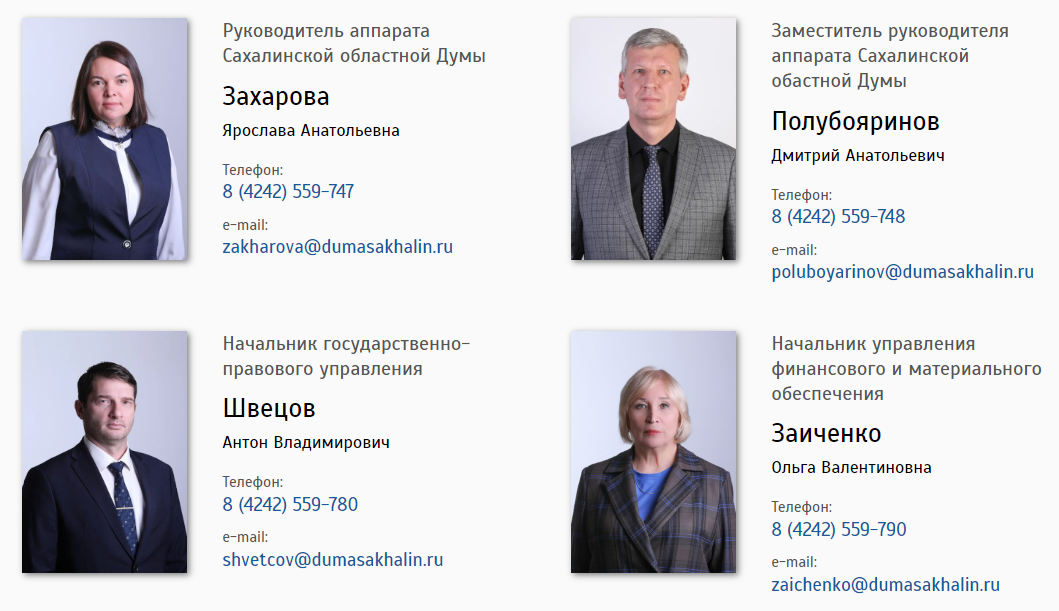 Руководитель аппарата
Сахалинской областной Думы
Захарова
Ярослава Анатольевна
Телефон:
8 (4242) 559-747
e-mail:
zakharova@dumasakhalin.ru
Заместитель руководителя
аппарата Сахалинской
обастной Думы
Полубояринов
Дмитрий Анатольевич
Телефон:
8 (4242) 559-748
e-mail:
poluboyarinov@dumasakhalin.ru
Начальник государственно-
правового управления
Швецов
Антон Владимирович
Телефон:
8 (4242) 559-780
e-mail:
shvetcov@dumasakhalin.ru
Начальник управления
финансового и материального
обеспечения
Заиченко
Ольга Валентиновна
Телефон:
8 (4242) 559-790
e-mail:
zaichenko@dumasakhalin.ru